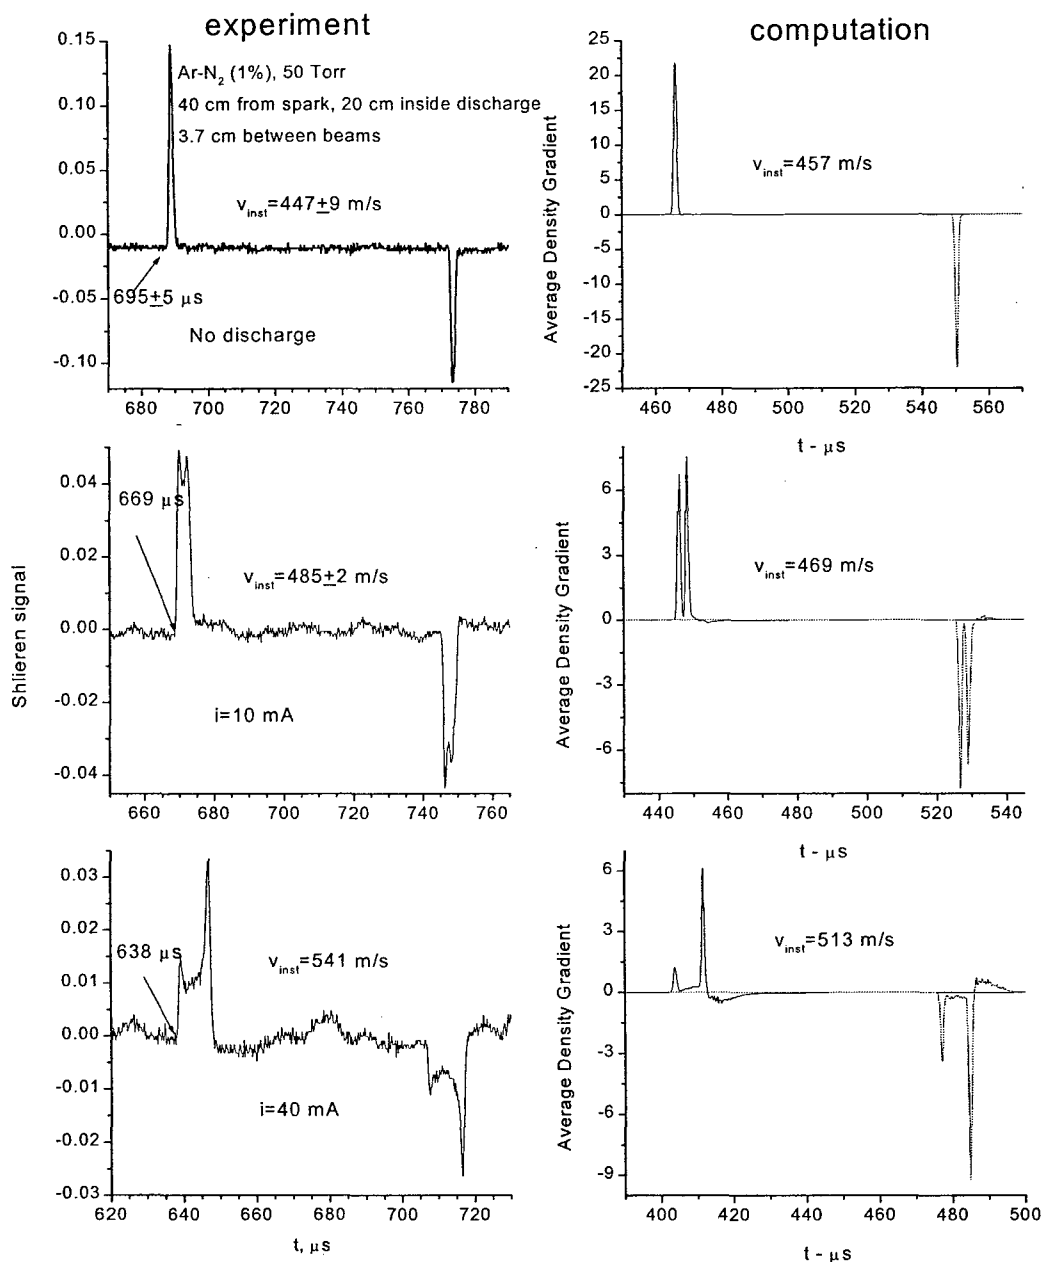 experiment
computation
0.15
0.10
0.05
0.00
-0.05
-0.10
Ar-N2 (1%), 50 Torr
40 cm from spark, 20 cm inside discharge
3.7 cm between beams
vinst=447±9 m/s
695±5 μs
No discharge
680 700 720 740 760 780
Average Density Gradient
25
20
15
10
5
0
-5
-10
-15
-20
-25
vinst=457 m/s
460 480 500 520 540 560
t - μs
Shlieren signal
0.04
0.02
0.00
-0.02
-0.04
669 μs
vinst=485±2 m/s
i=10 mA
660 680 700 720 740 760
Average Density Gradient
6
3
0
-3
-6
vinst=469 m/s
440 460 480 500 520 540
t - μs
0.03
0.02
0.01
0.00
-0.01
-0.02
-0.03
638 μs
vinst=541 m/s
i=40 mA
620 640 660 680 700 720
t, μs
Average Density Gradient
6
3
0
-3
-6
-9
vinst=513 m/s
400 420 440 460 480 500
t - μs